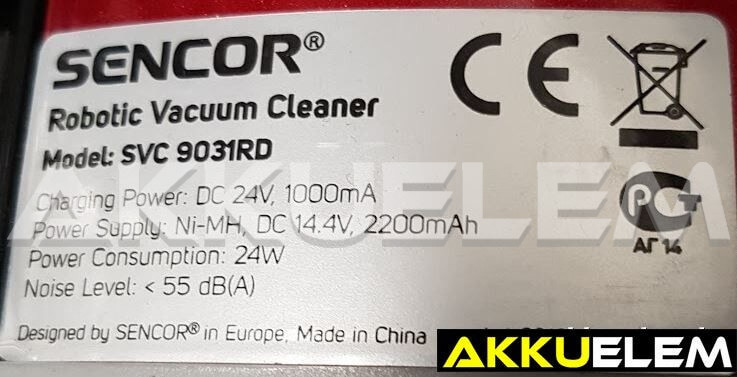 SENCOR®
Robotic Vacuum Cleaner
Model: SVC 9031RD
Charging Power: DC 24V, 1000mA
Power Supply: Ni-MH, DC 14.4V, 2200mAh
Power Consumption: 24W
Noise Level: < 55 dB(A)
Designed by SENCOR® in Europe, Made in China
CE
РСТ
АГ 14
AKKUELEM
AKKUELEM